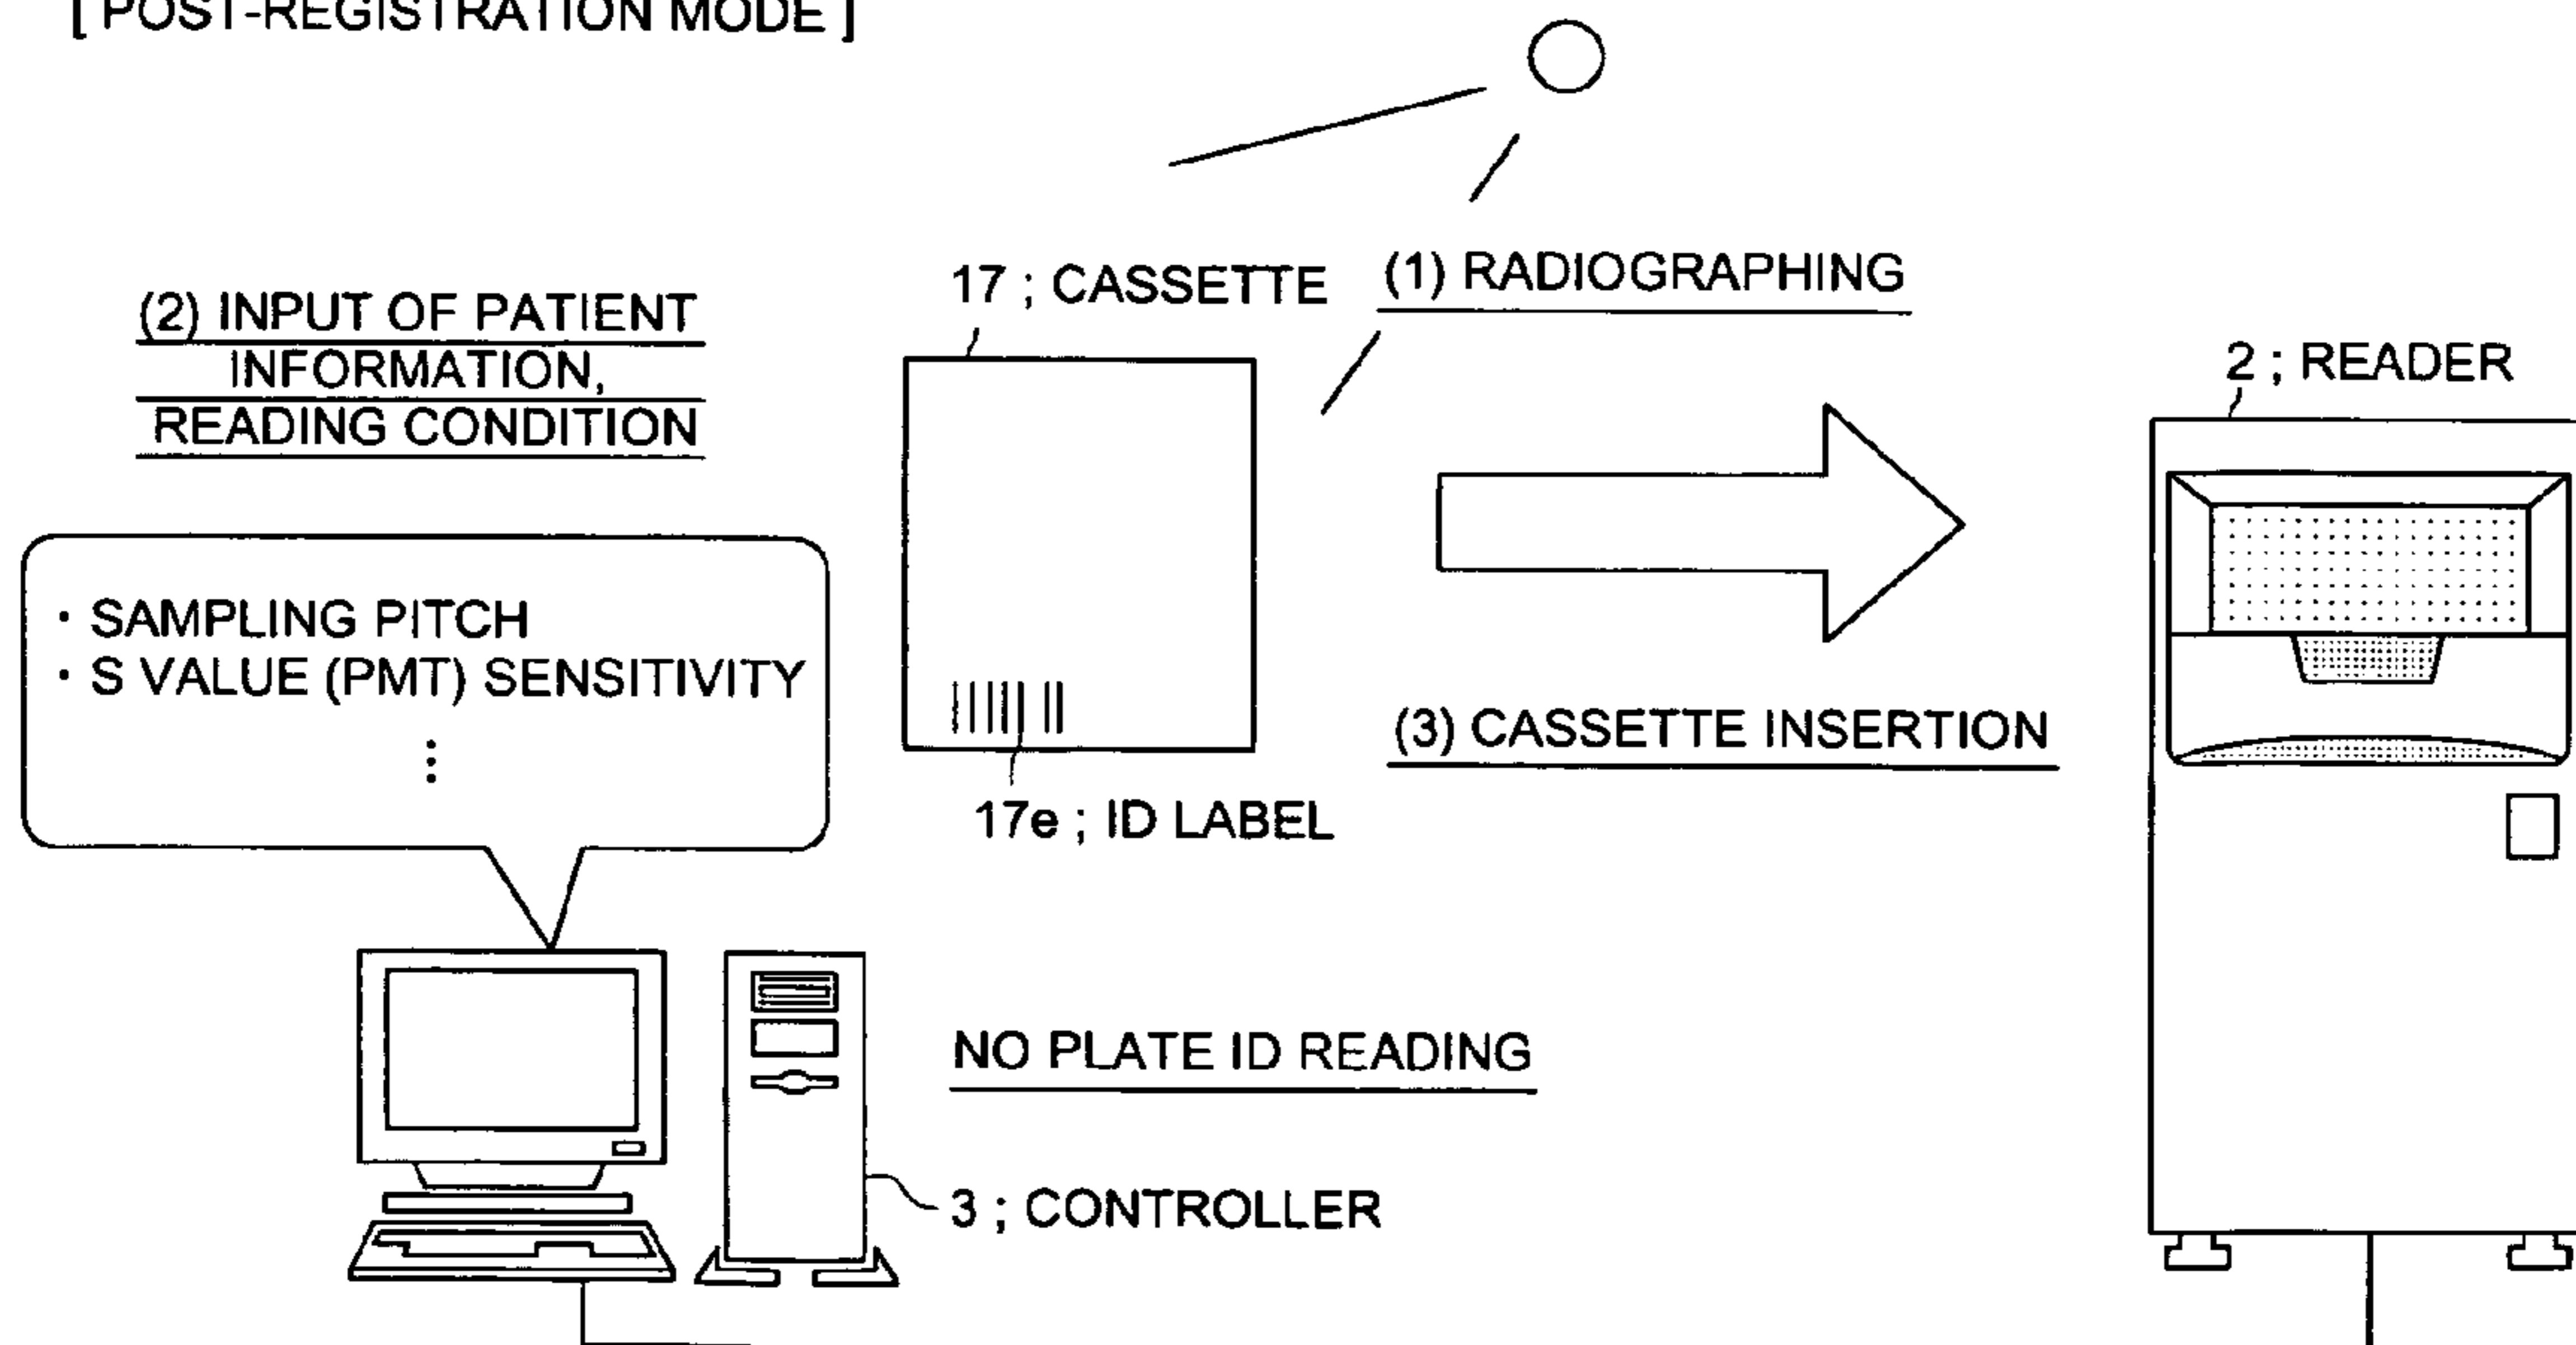 [ POST-REGISTRATION MODE ]
(2) INPUT OF PATIENT
INFORMATION,
READING CONDITION
17 ; CASSETTE
(1) RADIOGRAPHING
2 ; READER
· SAMPLING PITCH
· S VALUE (PMT) SENSITIVITY
⋮
17e ; ID LABEL
(3) CASSETTE INSERTION
NO PLATE ID READING
3 ; CONTROLLER